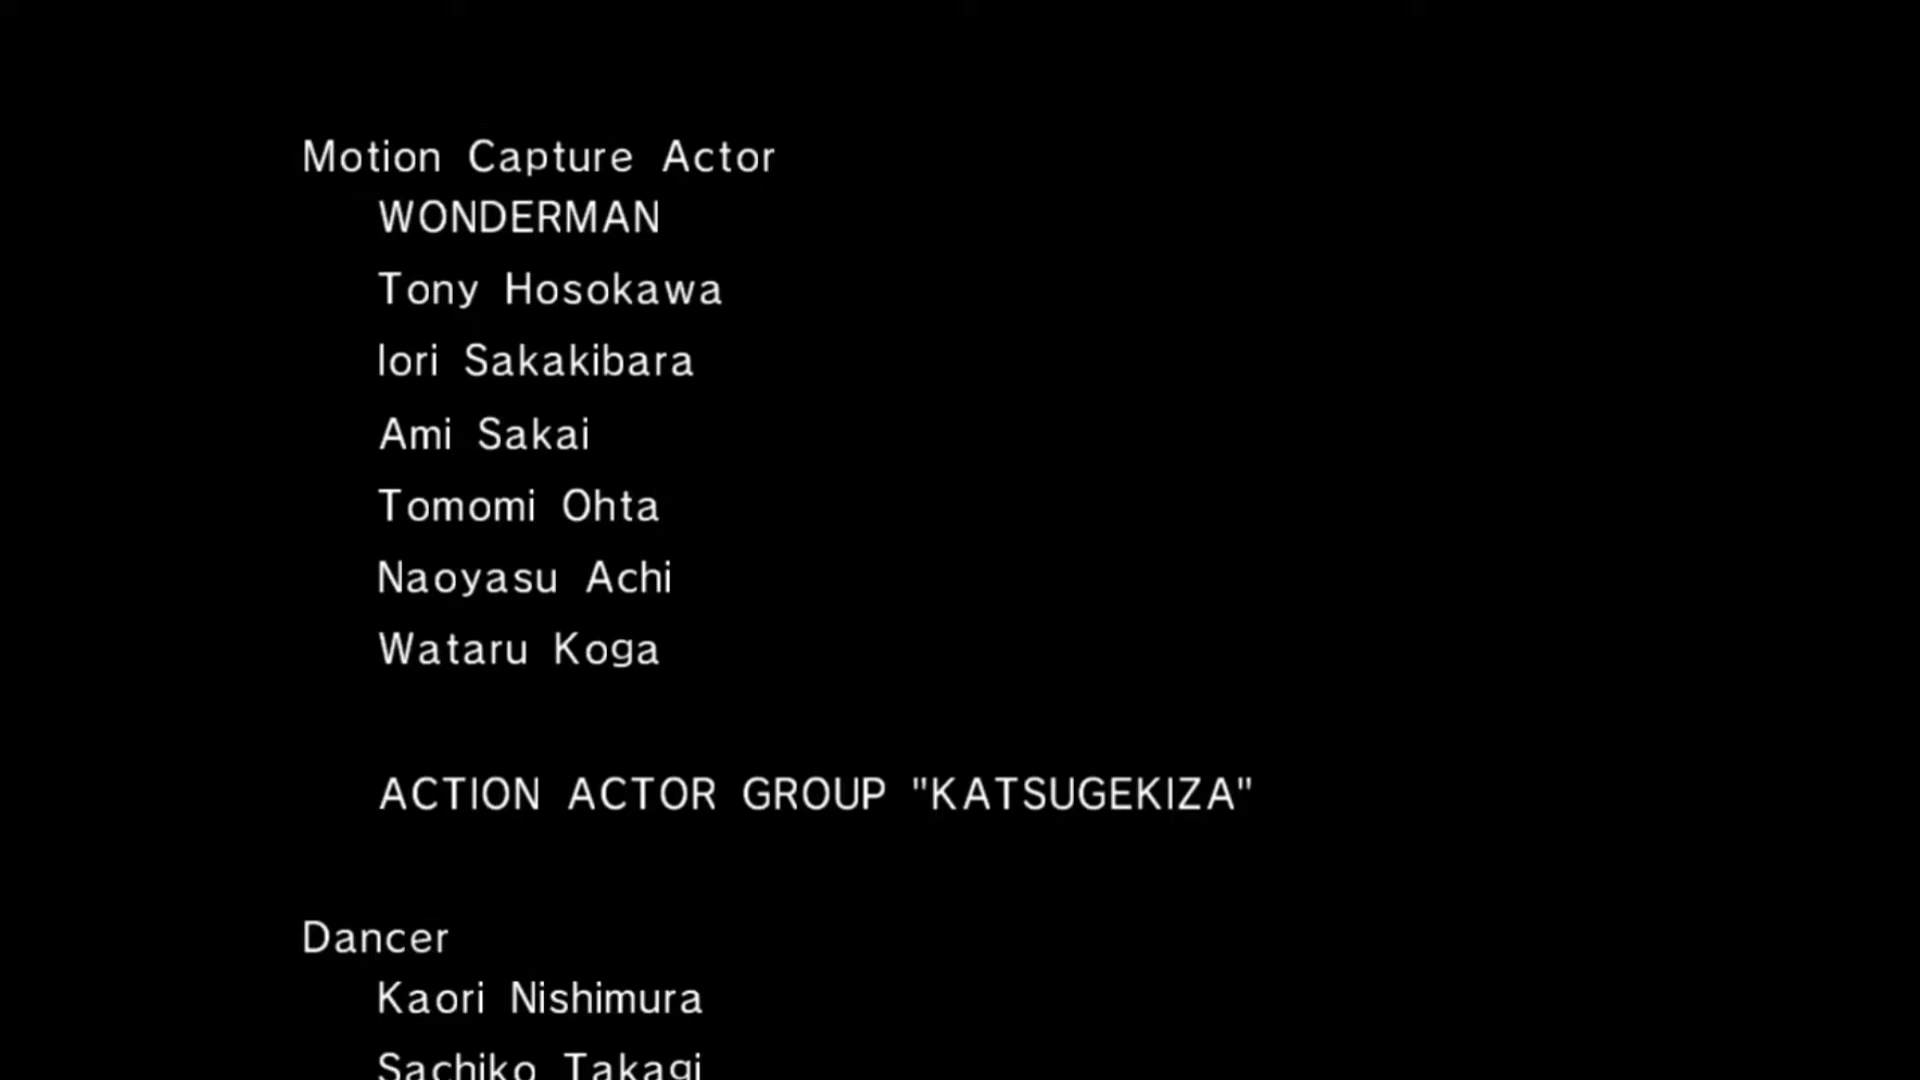 Motion Capture Actor
WONDERMAN
Tony Hosokawa
Iori Sakakibara
Ami Sakai
Tomomi Ohta
Naoyasu Achi
Wataru Koga
ACTION ACTOR GROUP "KATSUGEKIZA"
Dancer
Kaori Nishimura
Sachiko Takagi